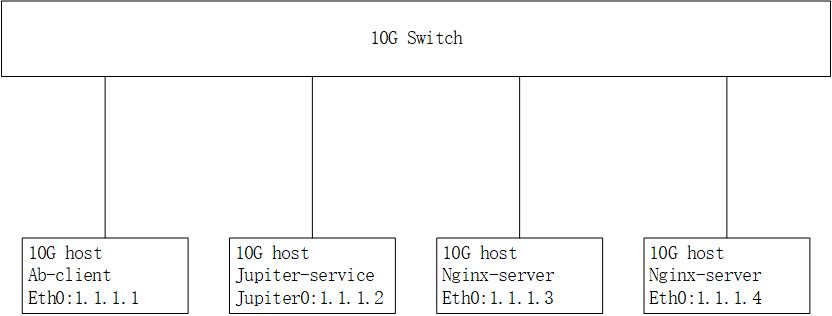 10G Switch
10G host
Ab-client
Eth0:1.1.1.1
10G host
Jupiter-service
Jupiter0:1.1.1.2
10G host
Nginx-server
Eth0:1.1.1.3
10G host
Nginx-server
Eth0:1.1.1.4